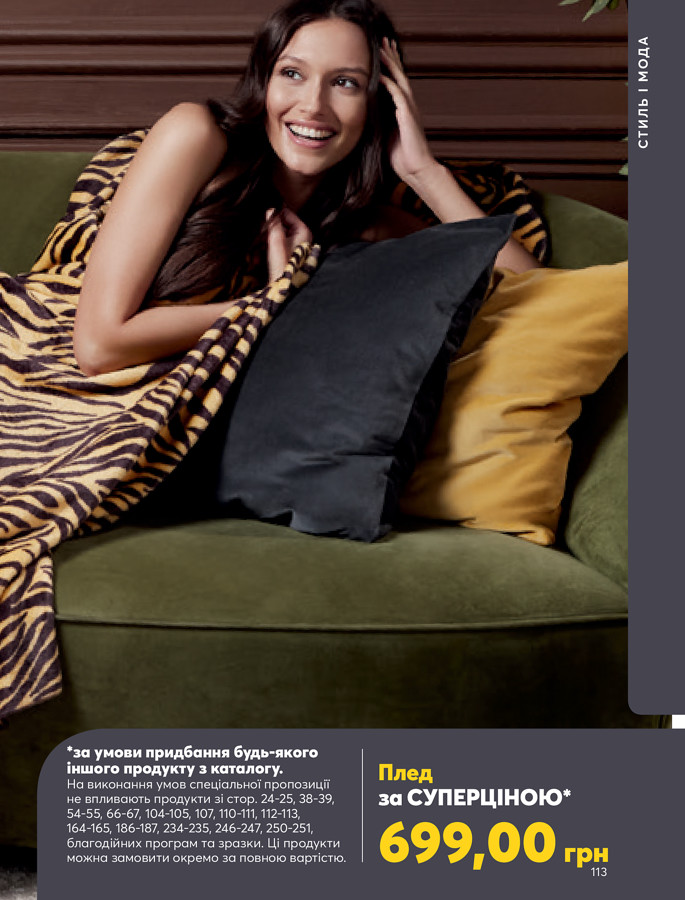 СТИЛЬ І МОДА
*за умови придбання будь-якого
іншого продукту з каталогу.
На виконання умов спеціальної пропозиції
не впливають продукти зі стор. 24-25, 38-39,
54-55, 66-67, 104-105, 107, 110-111, 112-113,
164-165, 186-187, 234-235, 246-247, 250-251,
благодійних програм та зразки. Ці продукти
можна замовити окремо за повною вартістю.
Плед
за СУПЕРЦІНОЮ*
699,00 грн
113